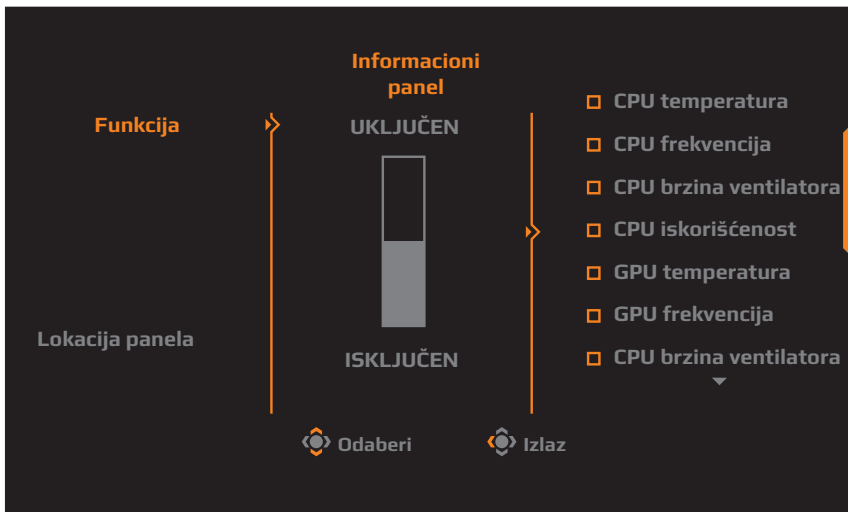 Informacioni
panel
Funkcija
UKLJUČEN
Lokacija panela
ISKLJUČEN
CPU temperatura
CPU frekvencija
CPU brzina ventilatora
CPU iskorišćenost
GPU temperatura
GPU frekvencija
CPU brzina ventilatora
Odaberi
Izlaz